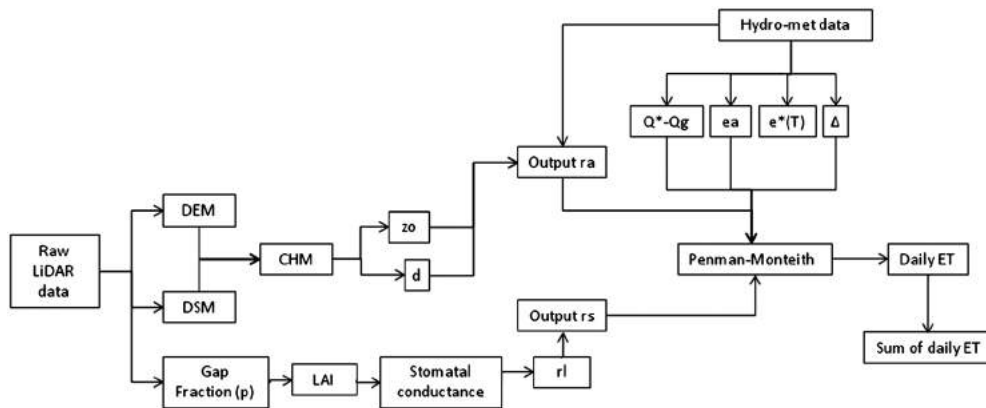 Hydro-met data
Q*-Qg
ea
e*(T)
Δ
Output ra
DEM
zo
Raw
LiDAR
data
CHM
d
Penman-Monteith
Daily ET
DSM
Output rs
Sum of daily ET
Gap
Fraction (p)
LAI
Stomatal
conductance
rl